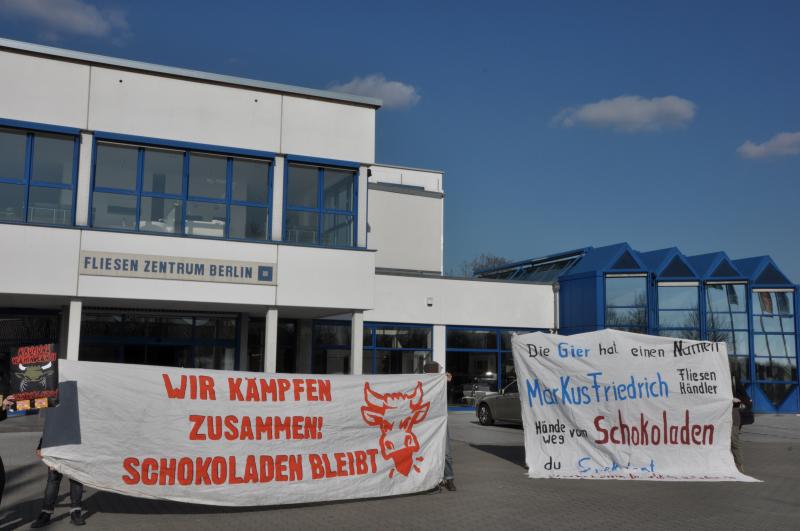 FLIESEN ZENTRUM BERLIN
WIR KÄMPFEN
ZUSAMMEN!
SCHOKOLADEN BLEIBT
Die Gier hat einen Namen
MarKus Friedrich Fliesen
Händler
Hände
weg von Schokoladen
du